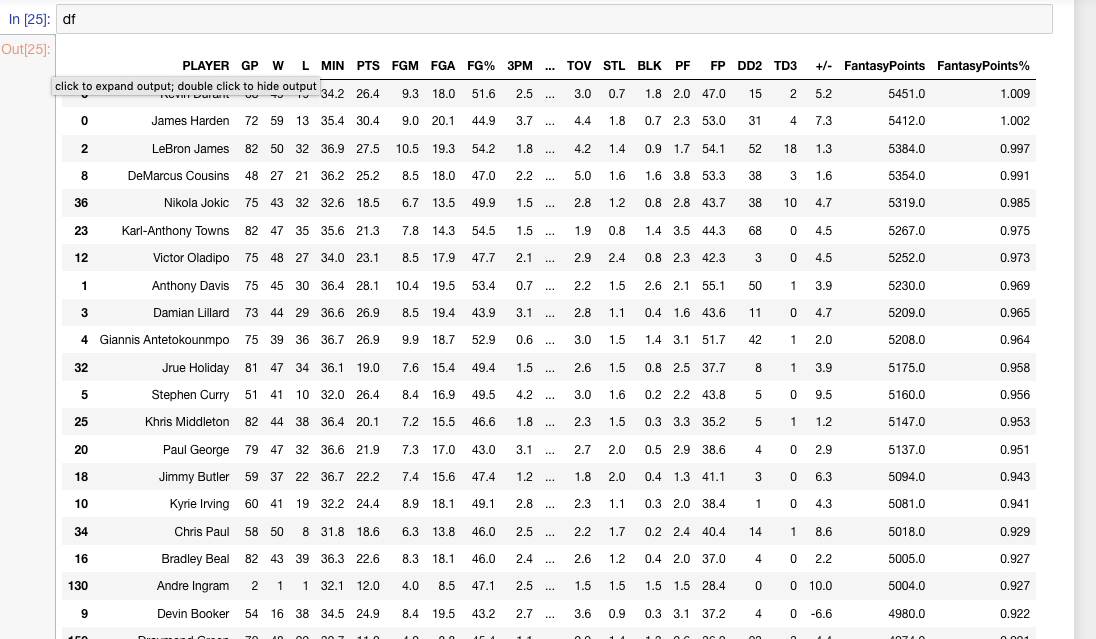 In [25]: df
Out[25]:
PLAYER GP W L MIN PTS FGM FGA FG% 3PM ... TOV STL BLK PF FP DD2 TD3 +/- FantasyPoints FantasyPoints%
click to expand output; double click to hide output
Kevin Durant 34.2 26.4 9.3 18.0 51.6 2.5 ... 3.0 0.7 1.8 2.0 47.0 15 2 5.2 5451.0 1.009
0 James Harden 72 59 13 35.4 30.4 9.0 20.1 44.9 3.7 ... 4.4 1.8 0.7 2.3 53.0 31 4 7.3 5412.0 1.002
2 LeBron James 82 50 32 36.9 27.5 10.5 19.3 54.2 1.8 ... 4.2 1.4 0.9 1.7 54.1 52 18 1.3 5384.0 0.997
8 DeMarcus Cousins 48 27 21 36.2 25.2 8.5 18.0 47.0 2.2 ... 5.0 1.6 1.6 3.8 53.3 38 3 1.6 5354.0 0.991
36 Nikola Jokic 75 43 32 32.6 18.5 6.7 13.5 49.9 1.5 ... 2.8 1.2 0.8 2.8 43.7 38 10 4.7 5319.0 0.985
23 Karl-Anthony Towns 82 47 35 35.6 21.3 7.8 14.3 54.5 1.5 ... 1.9 0.8 1.4 3.5 44.3 68 0 4.5 5267.0 0.975
12 Victor Oladipo 75 48 27 34.0 23.1 8.5 17.9 47.7 2.1 ... 2.9 2.4 0.8 2.3 42.3 3 0 4.5 5252.0 0.973
1 Anthony Davis 75 45 30 36.4 28.1 10.4 19.5 53.4 0.7 ... 2.2 1.5 2.6 2.1 55.1 50 1 3.9 5230.0 0.969
3 Damian Lillard 73 44 29 36.6 26.9 8.5 19.4 43.9 3.1 ... 2.8 1.1 0.4 1.6 43.6 11 0 4.7 5209.0 0.965
4 Giannis Antetokounmpo 75 39 36 36.7 26.9 9.9 18.7 52.9 0.6 ... 3.0 1.5 1.4 3.1 51.7 42 1 2.0 5208.0 0.964
32 Jrue Holiday 81 47 34 36.1 19.0 7.6 15.4 49.4 1.5 ... 2.6 1.5 0.8 2.5 37.7 8 1 3.9 5175.0 0.958
5 Stephen Curry 51 41 10 32.0 26.4 8.4 16.9 49.5 4.2 ... 3.0 1.6 0.2 2.2 43.8 5 0 9.5 5160.0 0.956
25 Khris Middleton 82 44 38 36.4 20.1 7.2 15.5 46.6 1.8 ... 2.3 1.5 0.3 3.3 35.2 5 1 1.2 5147.0 0.953
20 Paul George 79 47 32 36.6 21.9 7.3 17.0 43.0 3.1 ... 2.7 2.0 0.5 2.9 38.6 4 0 2.9 5137.0 0.951
18 Jimmy Butler 59 37 22 36.7 22.2 7.4 15.6 47.4 1.2 ... 1.8 2.0 0.4 1.3 41.1 3 0 6.3 5094.0 0.943
10 Kyrie Irving 60 41 19 32.2 24.4 8.9 18.1 49.1 2.8 ... 2.3 1.1 0.3 2.0 38.4 1 0 4.3 5081.0 0.941
34 Chris Paul 58 50 8 31.8 18.6 6.3 13.8 46.0 2.5 ... 2.2 1.7 0.2 2.4 40.4 14 1 8.6 5018.0 0.929
16 Bradley Beal 82 43 39 36.3 22.6 8.3 18.1 46.0 2.4 ... 2.6 1.2 0.4 2.0 37.0 4 0 2.2 5005.0 0.927
130 Andre Ingram 2 1 1 32.1 12.0 4.0 8.5 47.1 2.5 ... 1.5 1.5 1.5 1.5 28.4 0 0 10.0 5004.0 0.927
9 Devin Booker 54 16 38 34.5 24.9 8.4 19.5 43.2 2.7 ... 3.6 0.9 0.3 3.1 37.2 4 0 -6.6 4980.0 0.922